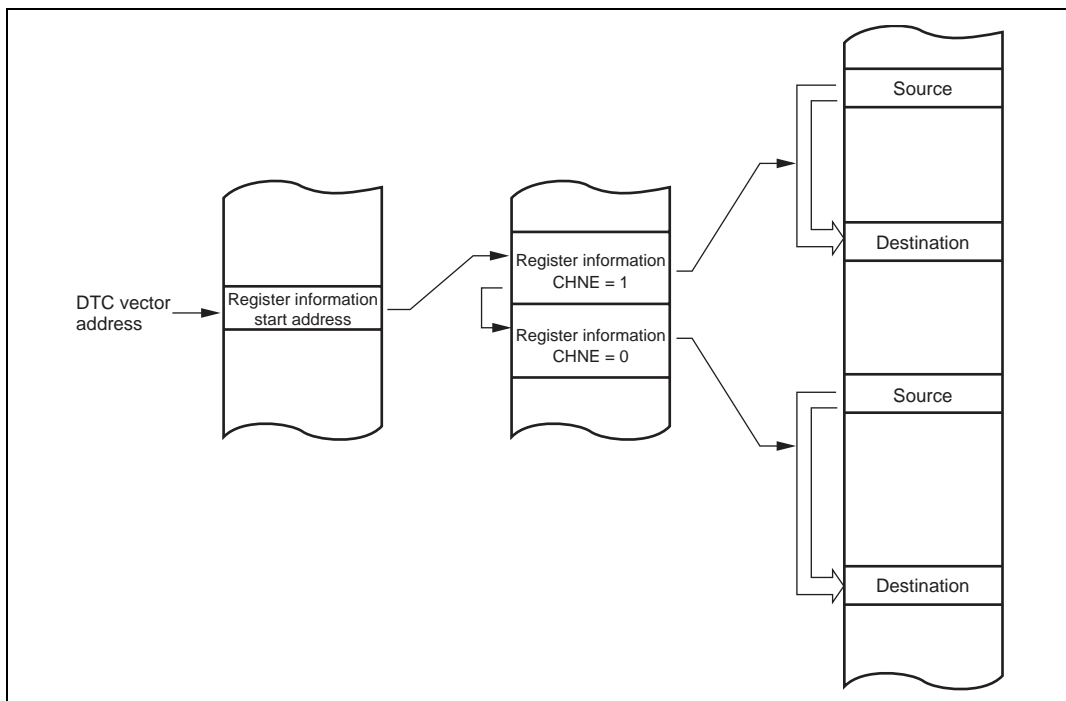 DTC vector
address
Register information
start address
Register information
CHNE = 1
Register information
CHNE = 0
Source
Destination
Source
Destination